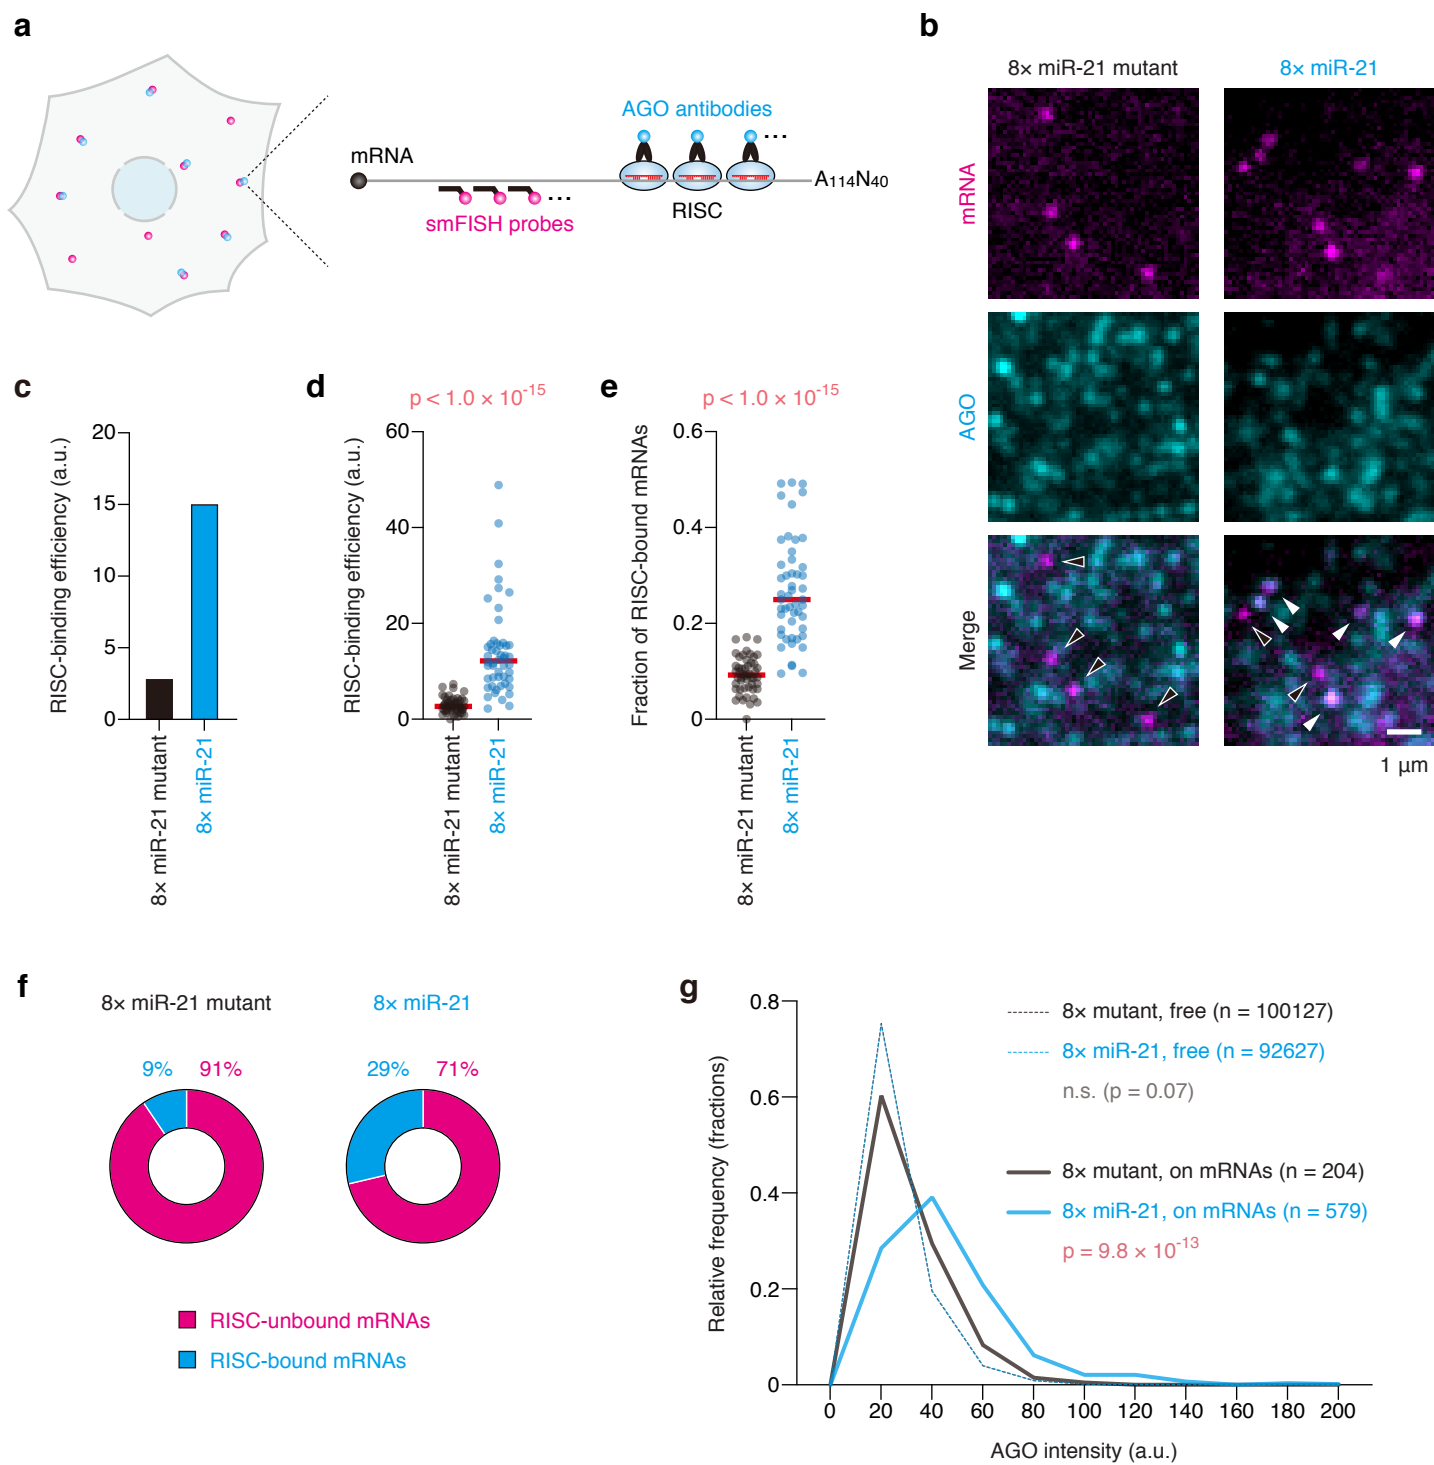 a
mRNA
AGO antibodies
...
smFISH probes
...
RISC
A114N40
b
8× miR-21 mutant
8× miR-21
mRNA
AGO
Merge
1 μm
c
RISC-binding efficiency (a.u.)
20
15
10
5
0
8× miR-21 mutant
8× miR-21
d
p < 1.0 × 10-15
RISC-binding efficiency (a.u.)
60
40
20
0
8× miR-21 mutant
8× miR-21
e
p < 1.0 × 10-15
Fraction of RISC-bound mRNAs
0.6
0.4
0.2
0
8× miR-21 mutant
8× miR-21
f
8× miR-21 mutant
8× miR-21
9% 91%
29% 71%
RISC-unbound mRNAs
RISC-bound mRNAs
g
Relative frequency (fractions)
0.8
0.6
0.4
0.2
0
8× mutant, free (n = 100127)
8× miR-21, free (n = 92627)
n.s. (p = 0.07)
8× mutant, on mRNAs (n = 204)
8× miR-21, on mRNAs (n = 579)
p = 9.8 × 10-13
0 20 40 60 80 100 120 140 160 180 200
AGO intensity (a.u.)